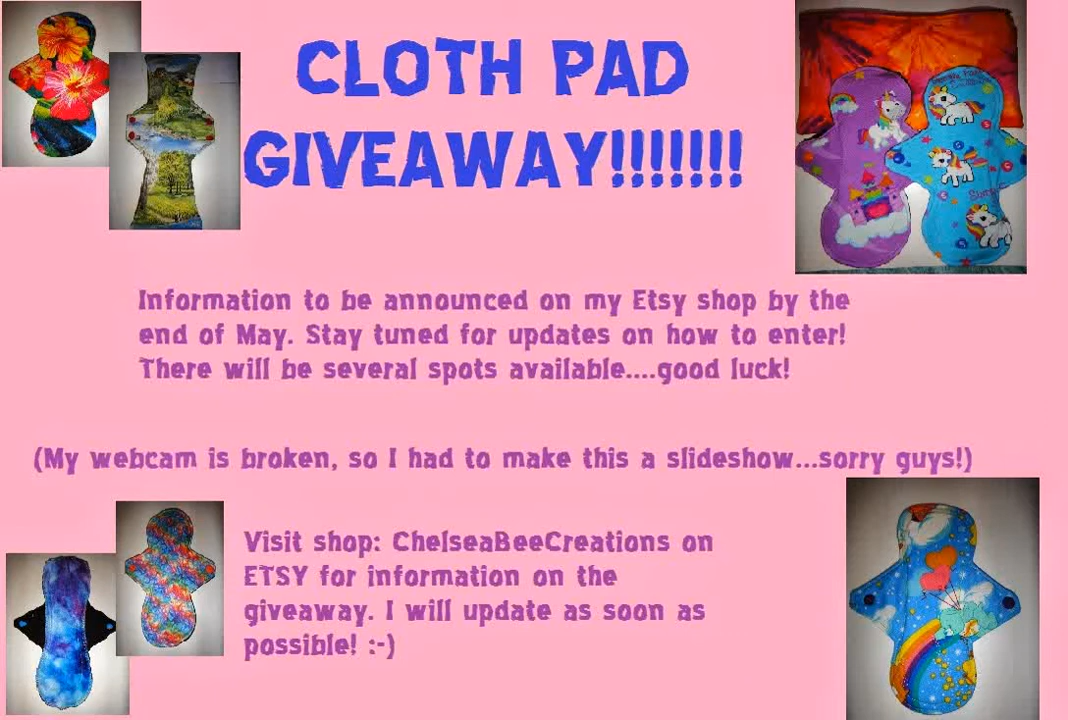 CLOTH PAD
GIVEAWAY!!!!!!!
Information to be announced on my Etsy shop by the
end of May. Stay tuned for updates on how to enter!
There will be several spots available....good luck!
(My webcam is broken, so I had to make this a slideshow...sorry guys!)
Visit shop: ChelseaBeeCreations on
ETSY for information on the
giveaway. I will update as soon as
possible! :-)